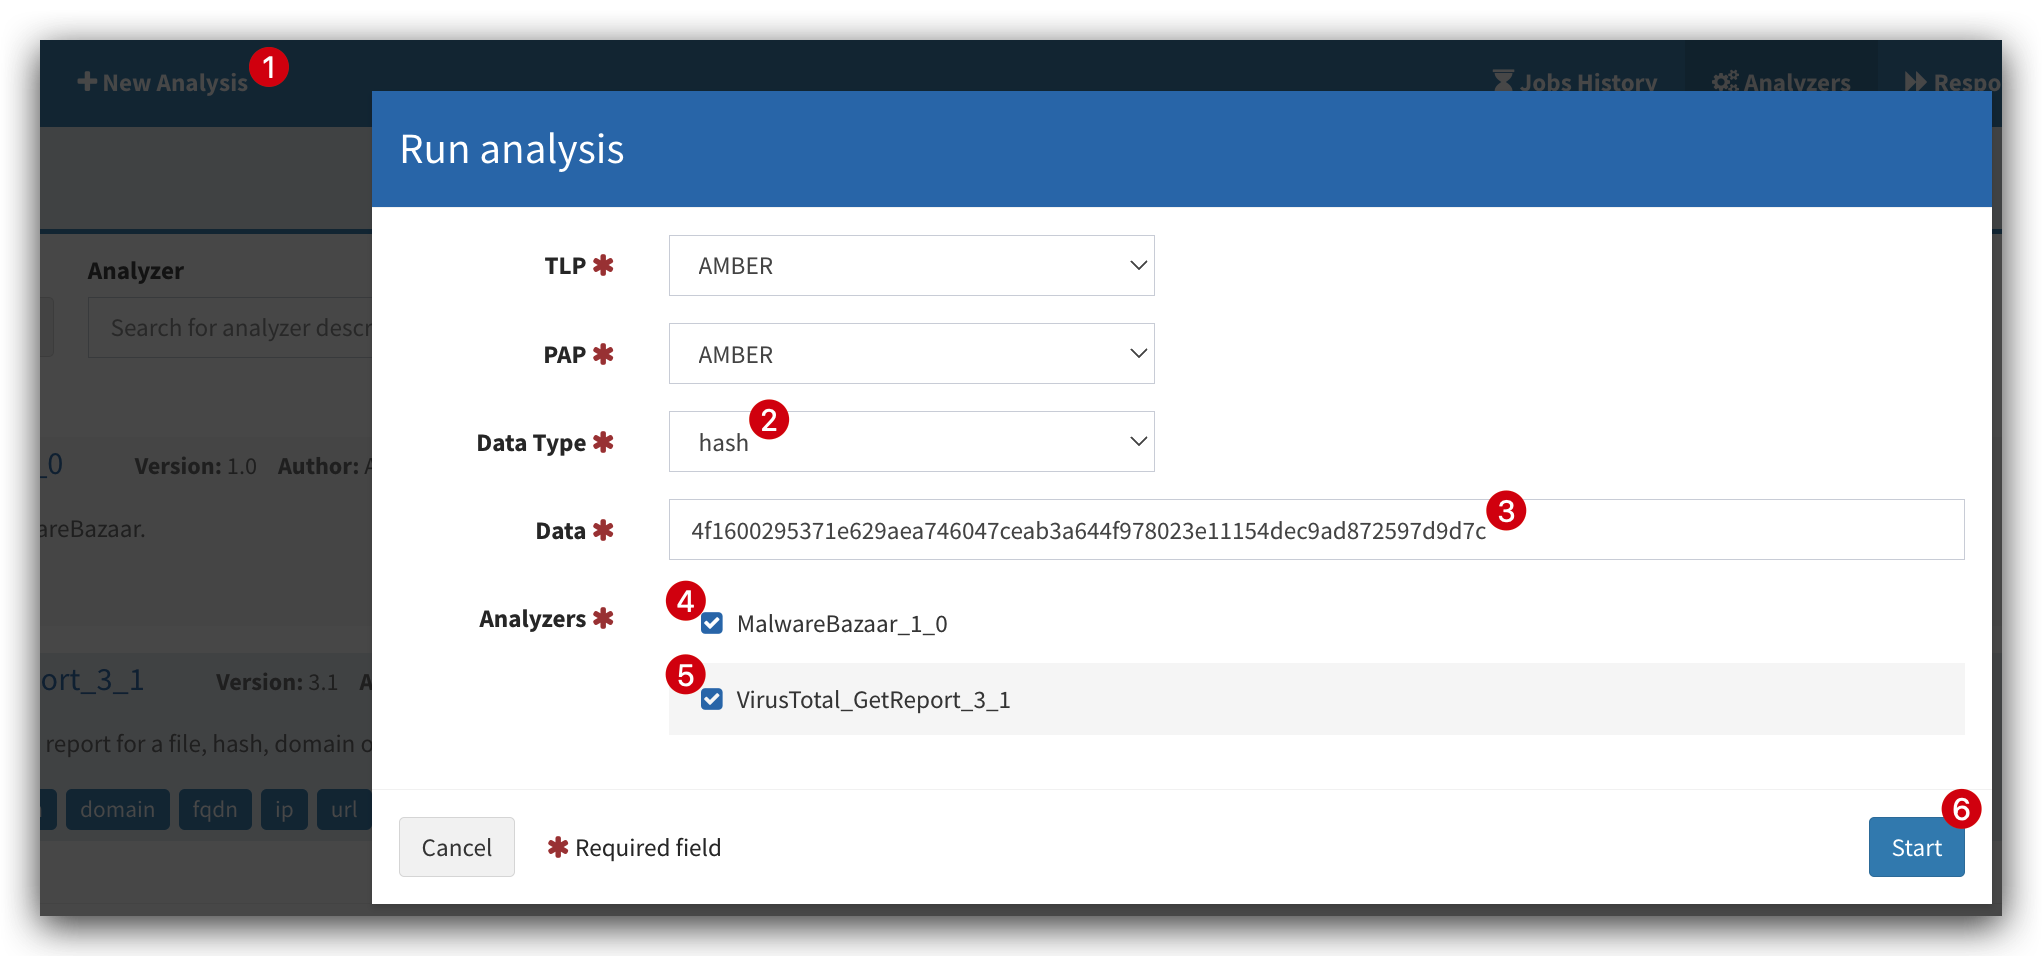 New Analysis
1
Jobs History
Analyzers
Respo
Run analysis
TLP
AMBER
Analyzer
Search for analyzer descr
PAP
AMBER
2
Data Type
hash
_0
Version: 1.0 Author: A
3
Data
4f1600295371e629aea746047ceab3a644f978023e11154dec9ad872597d9d7c
areBazaar.
Analyzers
4
MalwareBazaar_1_0
5
VirusTotal_GetReport_3_1
ort_3_1
Version: 3.1 A
report for a file, hash, domain o
domain
fqdn
ip
url
Cancel
Required field
6
Start